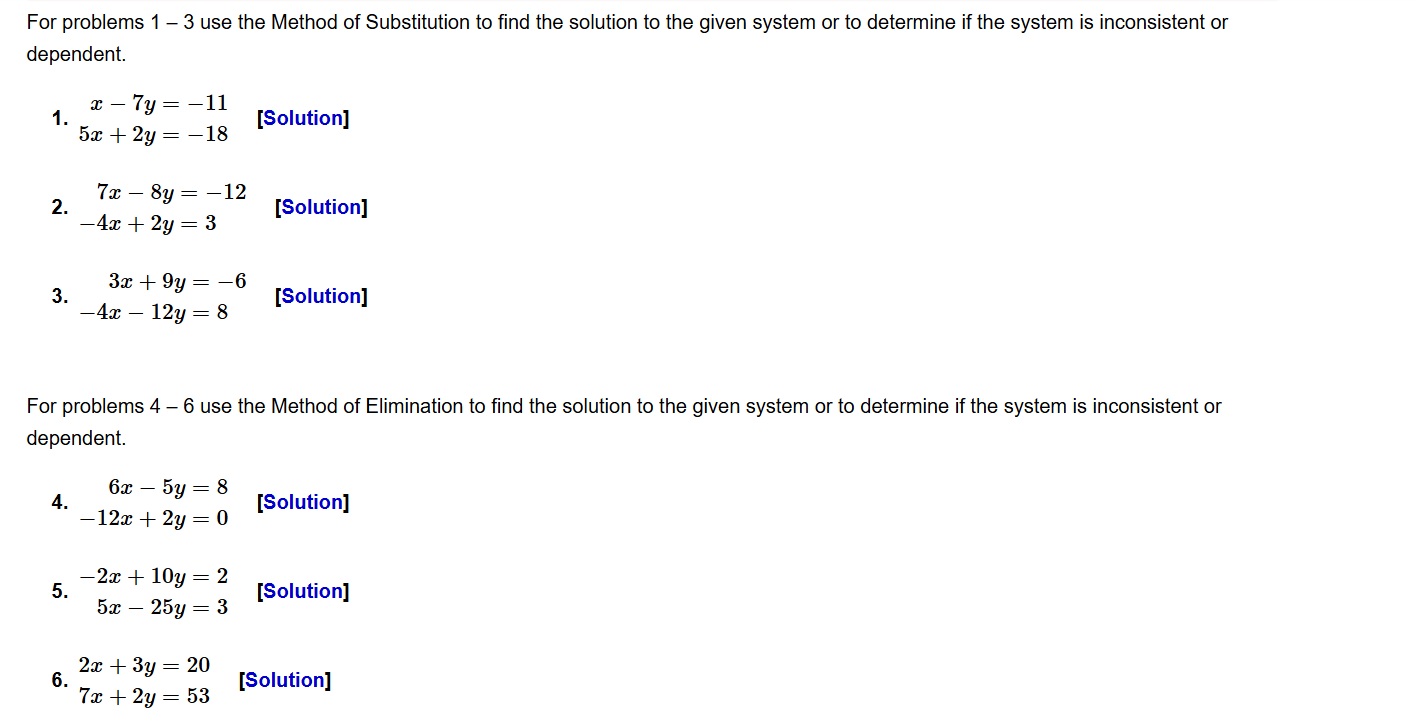 For problems 1 – 3 use the Method of Substitution to find the solution to the given system or to determine if the system is inconsistent or
dependent.
1. x − 7y = −11
5x + 2y = −18 [Solution]
2. 7x − 8y = −12
−4x + 2y = 3 [Solution]
3. 3x + 9y = −6
−4x − 12y = 8 [Solution]
For problems 4 – 6 use the Method of Elimination to find the solution to the given system or to determine if the system is inconsistent or
dependent.
4. 6x − 5y = 8
−12x + 2y = 0 [Solution]
5. −2x + 10y = 2
5x − 25y = 3 [Solution]
6. 2x + 3y = 20
7x + 2y = 53 [Solution]